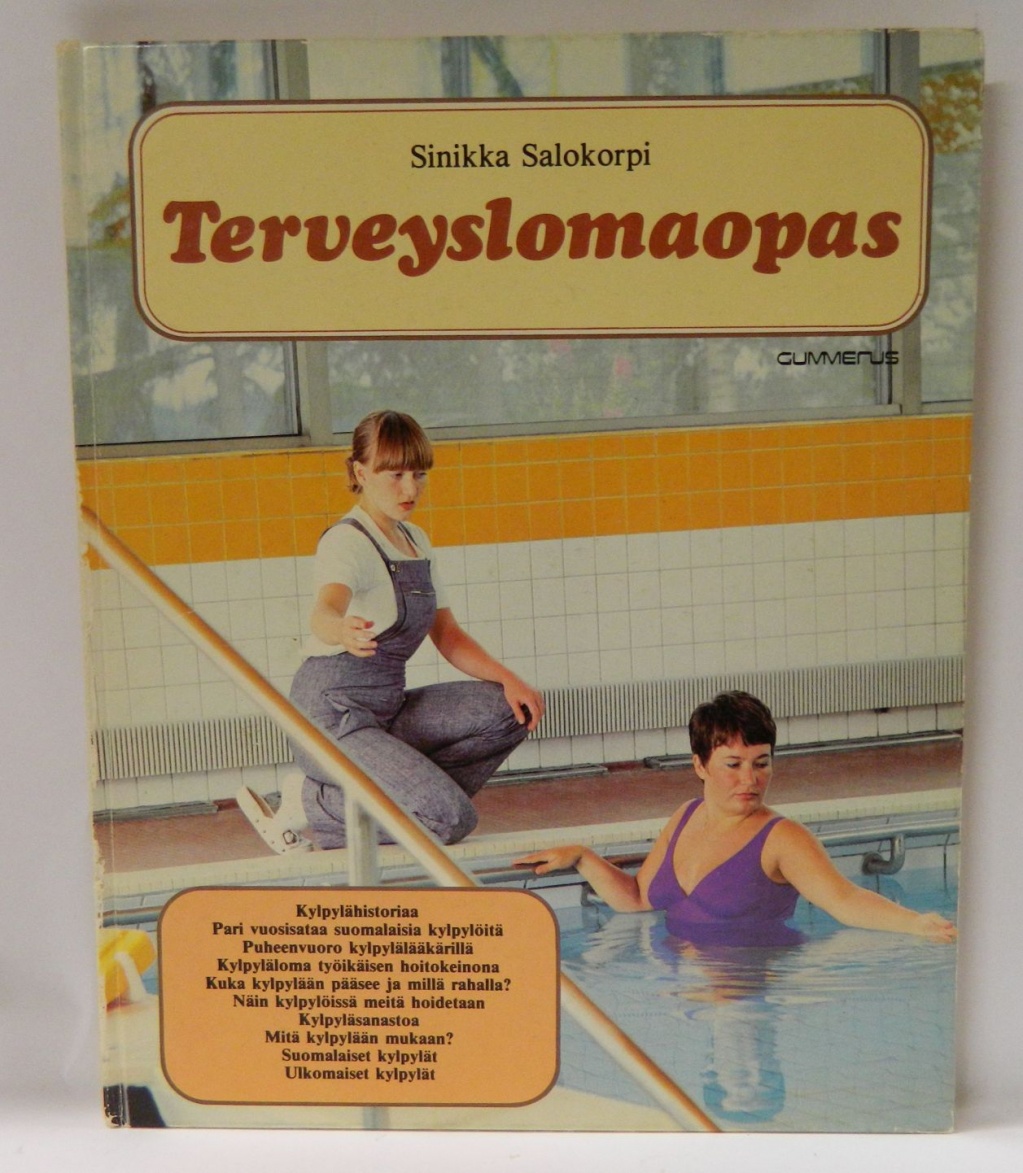 Sinikka Salokorpi
Terveyslomaopas
GUMMERUS
Kylpylähistoriaa
Pari vuosisataa suomalaisia kylpylöitä
Puheenvuoro kylpylälääkärillä
Kylpyläloma työikäisen hoitokeinona
Kuka kylpylään pääsee ja millä rahalla?
Näin kylpylöissä meitä hoidetaan
Kylpyläsanastoa
Mitä kylpylään mukaan?
Suomalaiset kylpylät
Ulkomaiset kylpylät